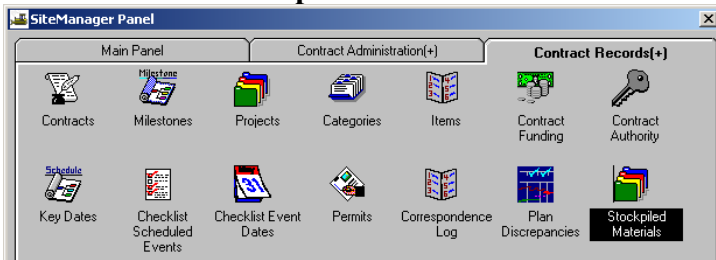 SiteManager Panel
Main Panel
Contract Administration(+)
Contract Records(+)
Milestone
Contracts
Milestones
Projects
Categories
Items
Contract
Funding
Contract
Authority
Schedule
31
Key Dates
Checklist
Scheduled
Events
Checklist Event
Dates
Permits
Correspondence
Log
Plan
Discrepancies
Stockpiled
Materials